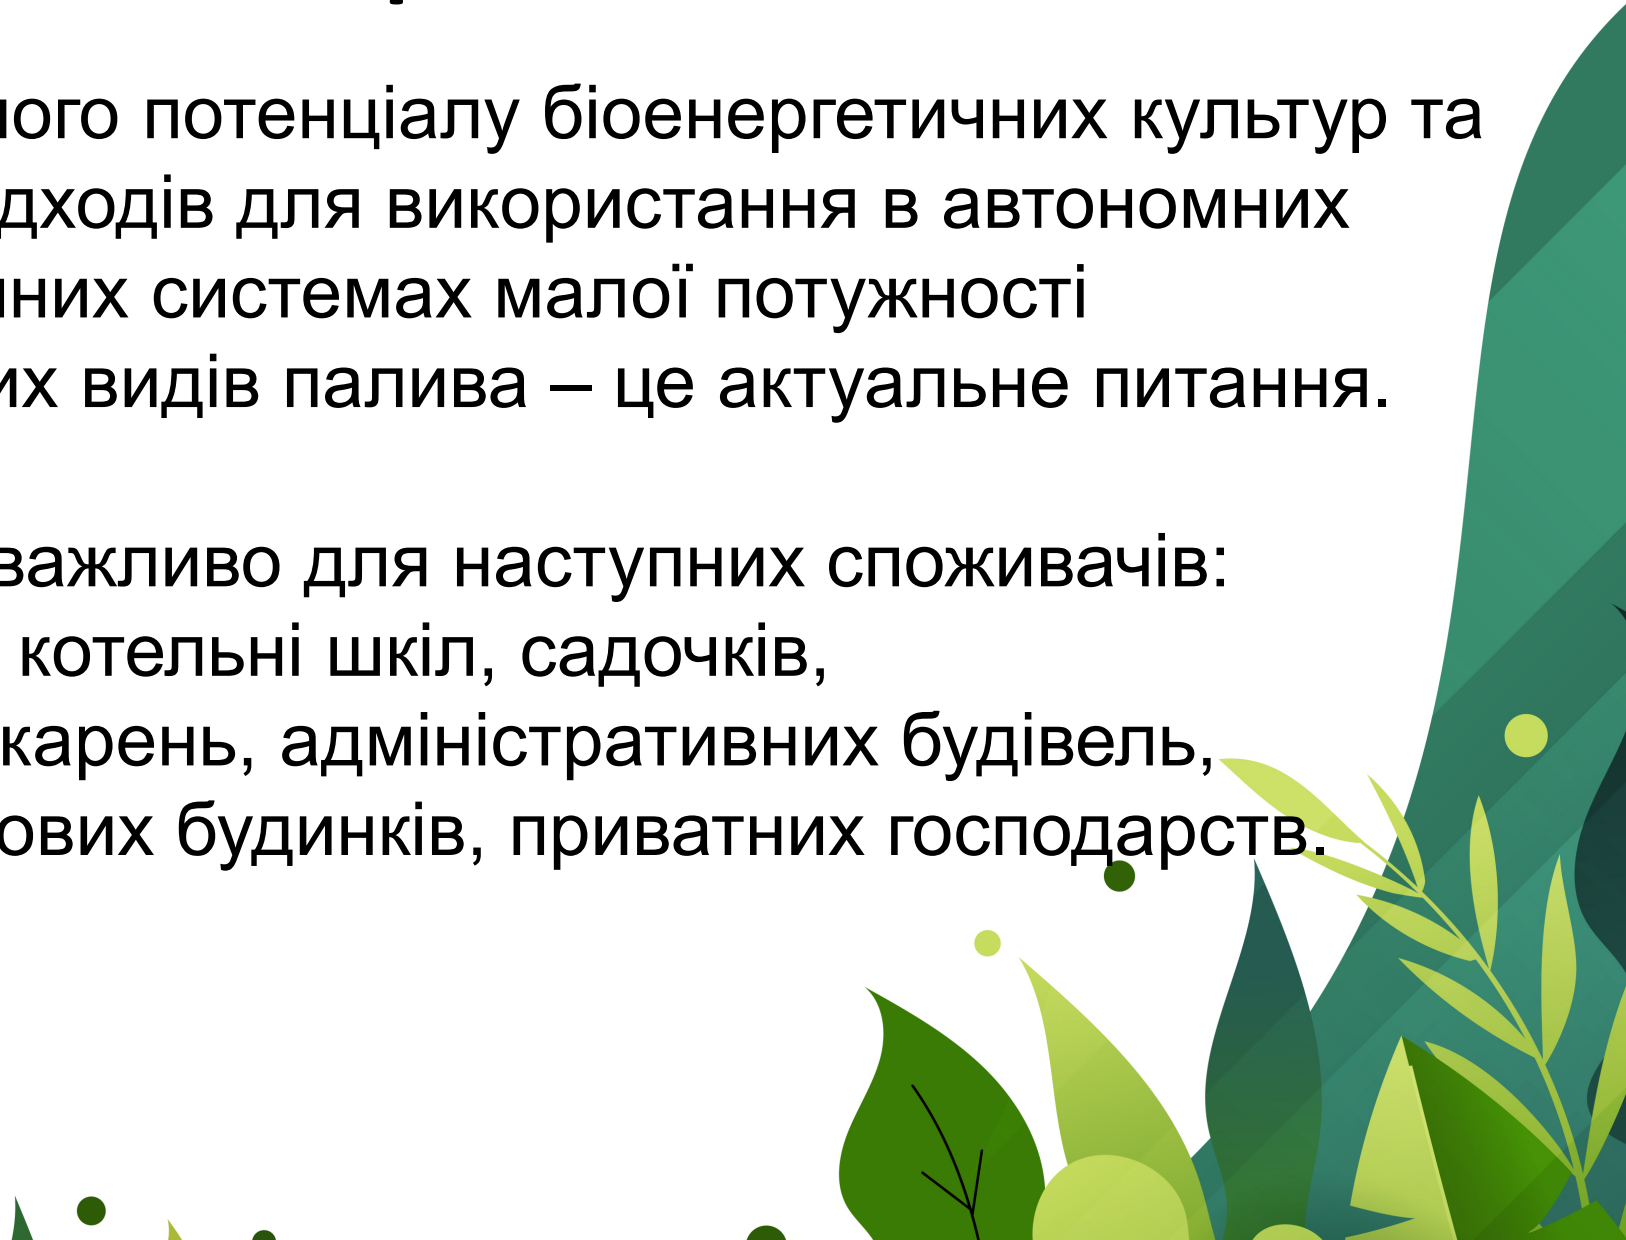 ного потенціалу біоенергетичних культур та
дходів для використання в автономних
них системах малої потужності
их видів палива – це актуальне питання.
важливо для наступних споживачів:
котельні шкіл, садочків,
карень, адміністративних будівель,
ових будинків, приватних господарств.